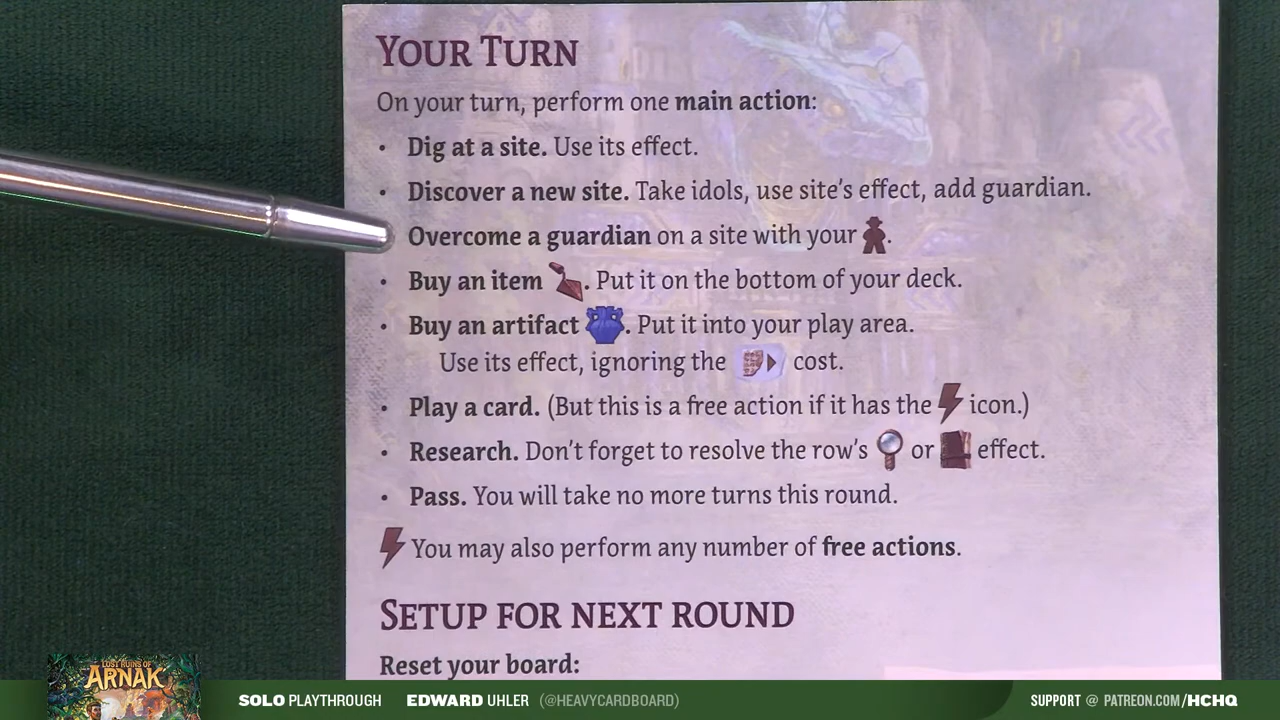 YOUR TURN
On your turn, perform one main action:
• Dig at a site. Use its effect.
• Discover a new site. Take idols, use site's effect, add guardian.
Overcome a guardian on a site with your .
• Buy an item . Put it on the bottom of your deck.
• Buy an artifact . Put it into your play area.
Use its effect, ignoring the cost.
• Play a card. (But this is a free action if it has the icon.)
• Research. Don't forget to resolve the row's or effect.
• Pass. You will take no more turns this round.
You may also perform any number of free actions.
SETUP FOR NEXT ROUND
Reset your board:
LOST RUINS OF
ARNAK
SOLO PLAYTHROUGH EDWARD UHLER (@HEAVYCARDBOARD) SUPPORT @ PATREON.COM/HCHQ